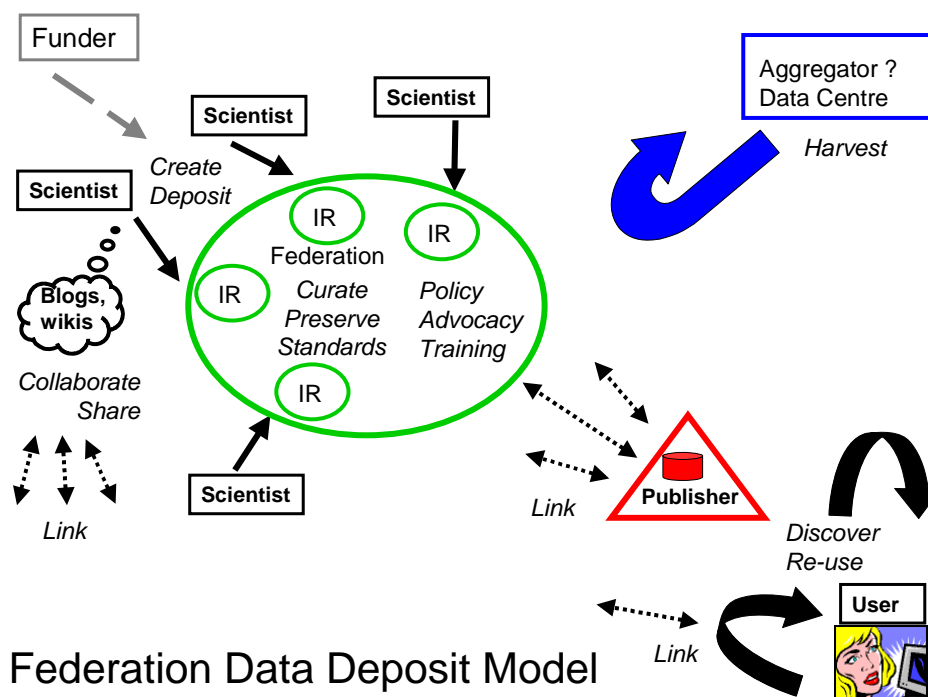 Funder
Aggregator ?
Data Centre
Harvest
Scientist
Scientist
Create
Deposit
Scientist
IR
IR
Federation
IR
Curate
Preserve
Standards
Policy
Advocacy
Training
Blogs,
wikis
Collaborate
Share
IR
Scientist
Link
Link
Publisher
Discover
Re-use
User
Link
Federation Data Deposit Model